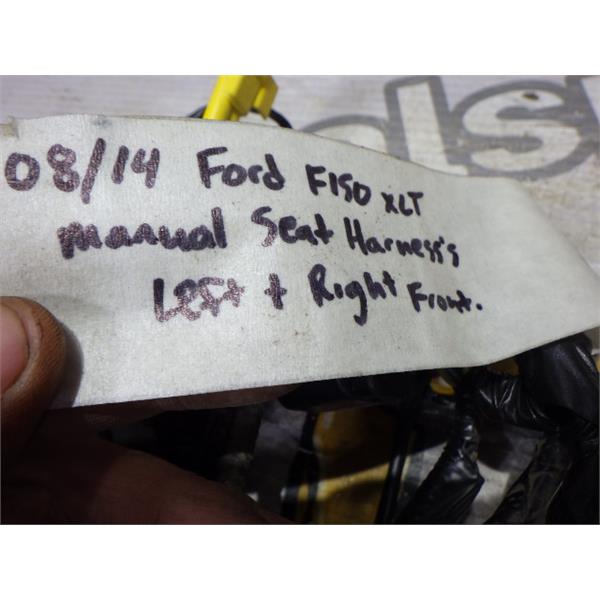 08/14 Ford F150 XLT
manual Seat Harness's
Left + Right Front.